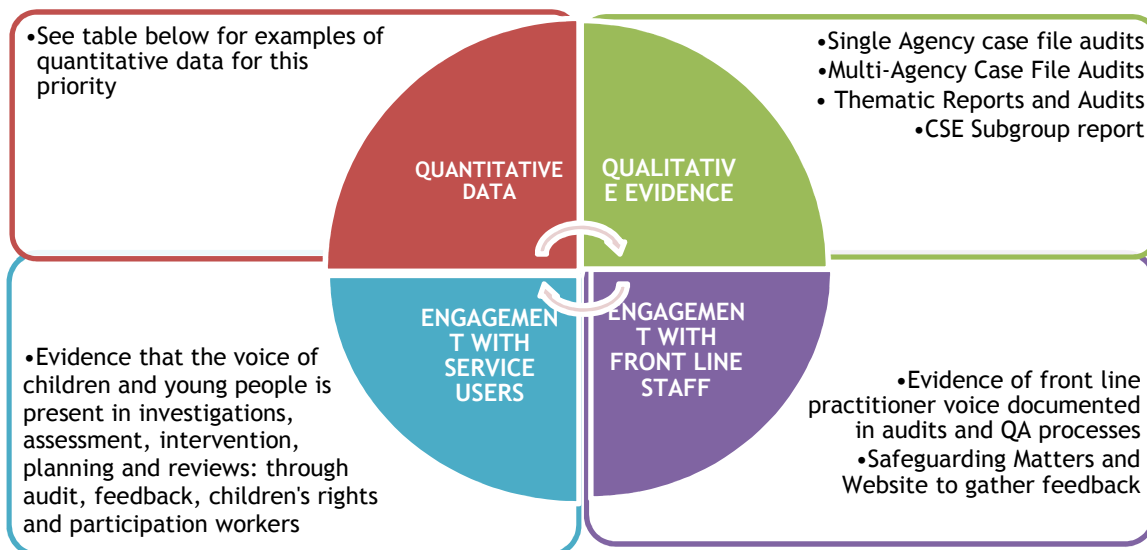 •See table below for examples of
quantitative data for this
priority
•Single Agency case file audits
•Multi-Agency Case File Audits
• Thematic Reports and Audits
•CSE Subgroup report
QUANTITATIVE
DATA
QUALITATIV
E EVIDENCE
ENGAGEMEN
T WITH
SERVICE
USERS
ENGAGEMEN
T WITH
FRONT LINE
STAFF
•Evidence that the voice of
children and young people is
present in investigations,
assessment, intervention,
planning and reviews: through
audit, feedback, children's rights
and participation workers
•Evidence of front line
practitioner voice documented
in audits and QA processes
•Safeguarding Matters and
Website to gather feedback